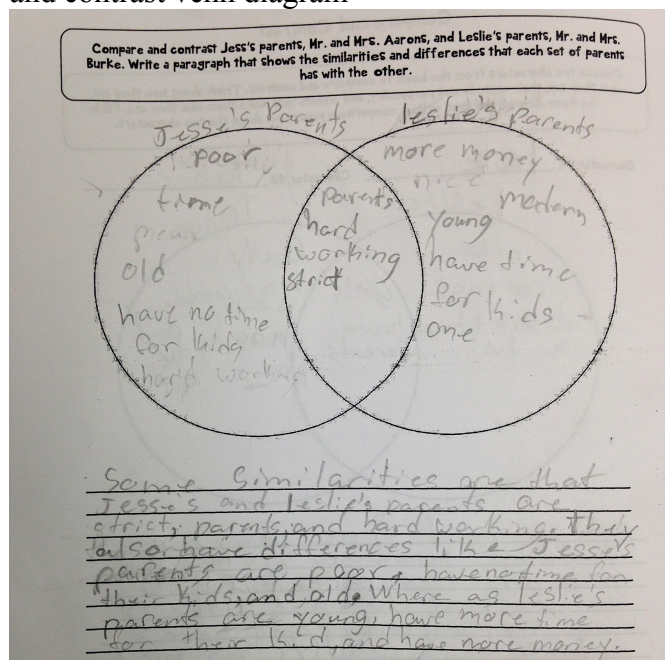 and contrast venn diagram
Compare and contrast Jess's parents, Mr. and Mrs. Aarons, and Leslie's parents, Mr. and Mrs.
Burke. Write a paragraph that shows the similarities and differences that each set of parents
has with the other.
Jesse's Parents
poor
time
mean
old
have no time
for kids
hard working
Parents
hard
working
strict
leslie's parents
more money
nice
modern
young
have time
for kids
one
Some similarities are that
Jesse's and leslie's parents are
strict, parents, and hard working. They
also have differences like Jesse's
parents are poor, have no time for
their kids, and old. Where as leslie's
parents are young, have more time
for their kid, and have more money.